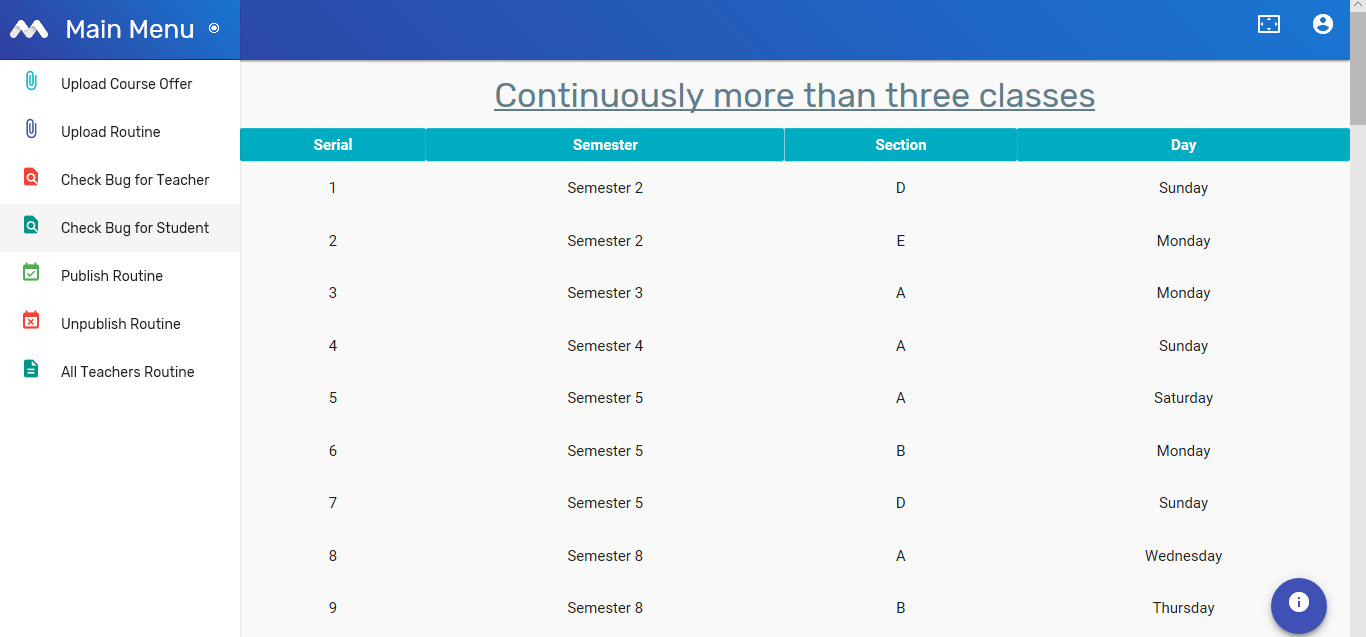 Main Menu
Upload Course Offer
Upload Routine
Check Bug for Teacher
Check Bug for Student
Publish Routine
Unpublish Routine
All Teachers Routine
Continuously more than three classes
Serial Semester Section Day
1 Semester 2 D Sunday
2 Semester 2 E Monday
3 Semester 3 A Monday
4 Semester 4 A Sunday
5 Semester 5 A Saturday
6 Semester 5 B Monday
7 Semester 5 D Sunday
8 Semester 8 A Wednesday
9 Semester 8 B Thursday